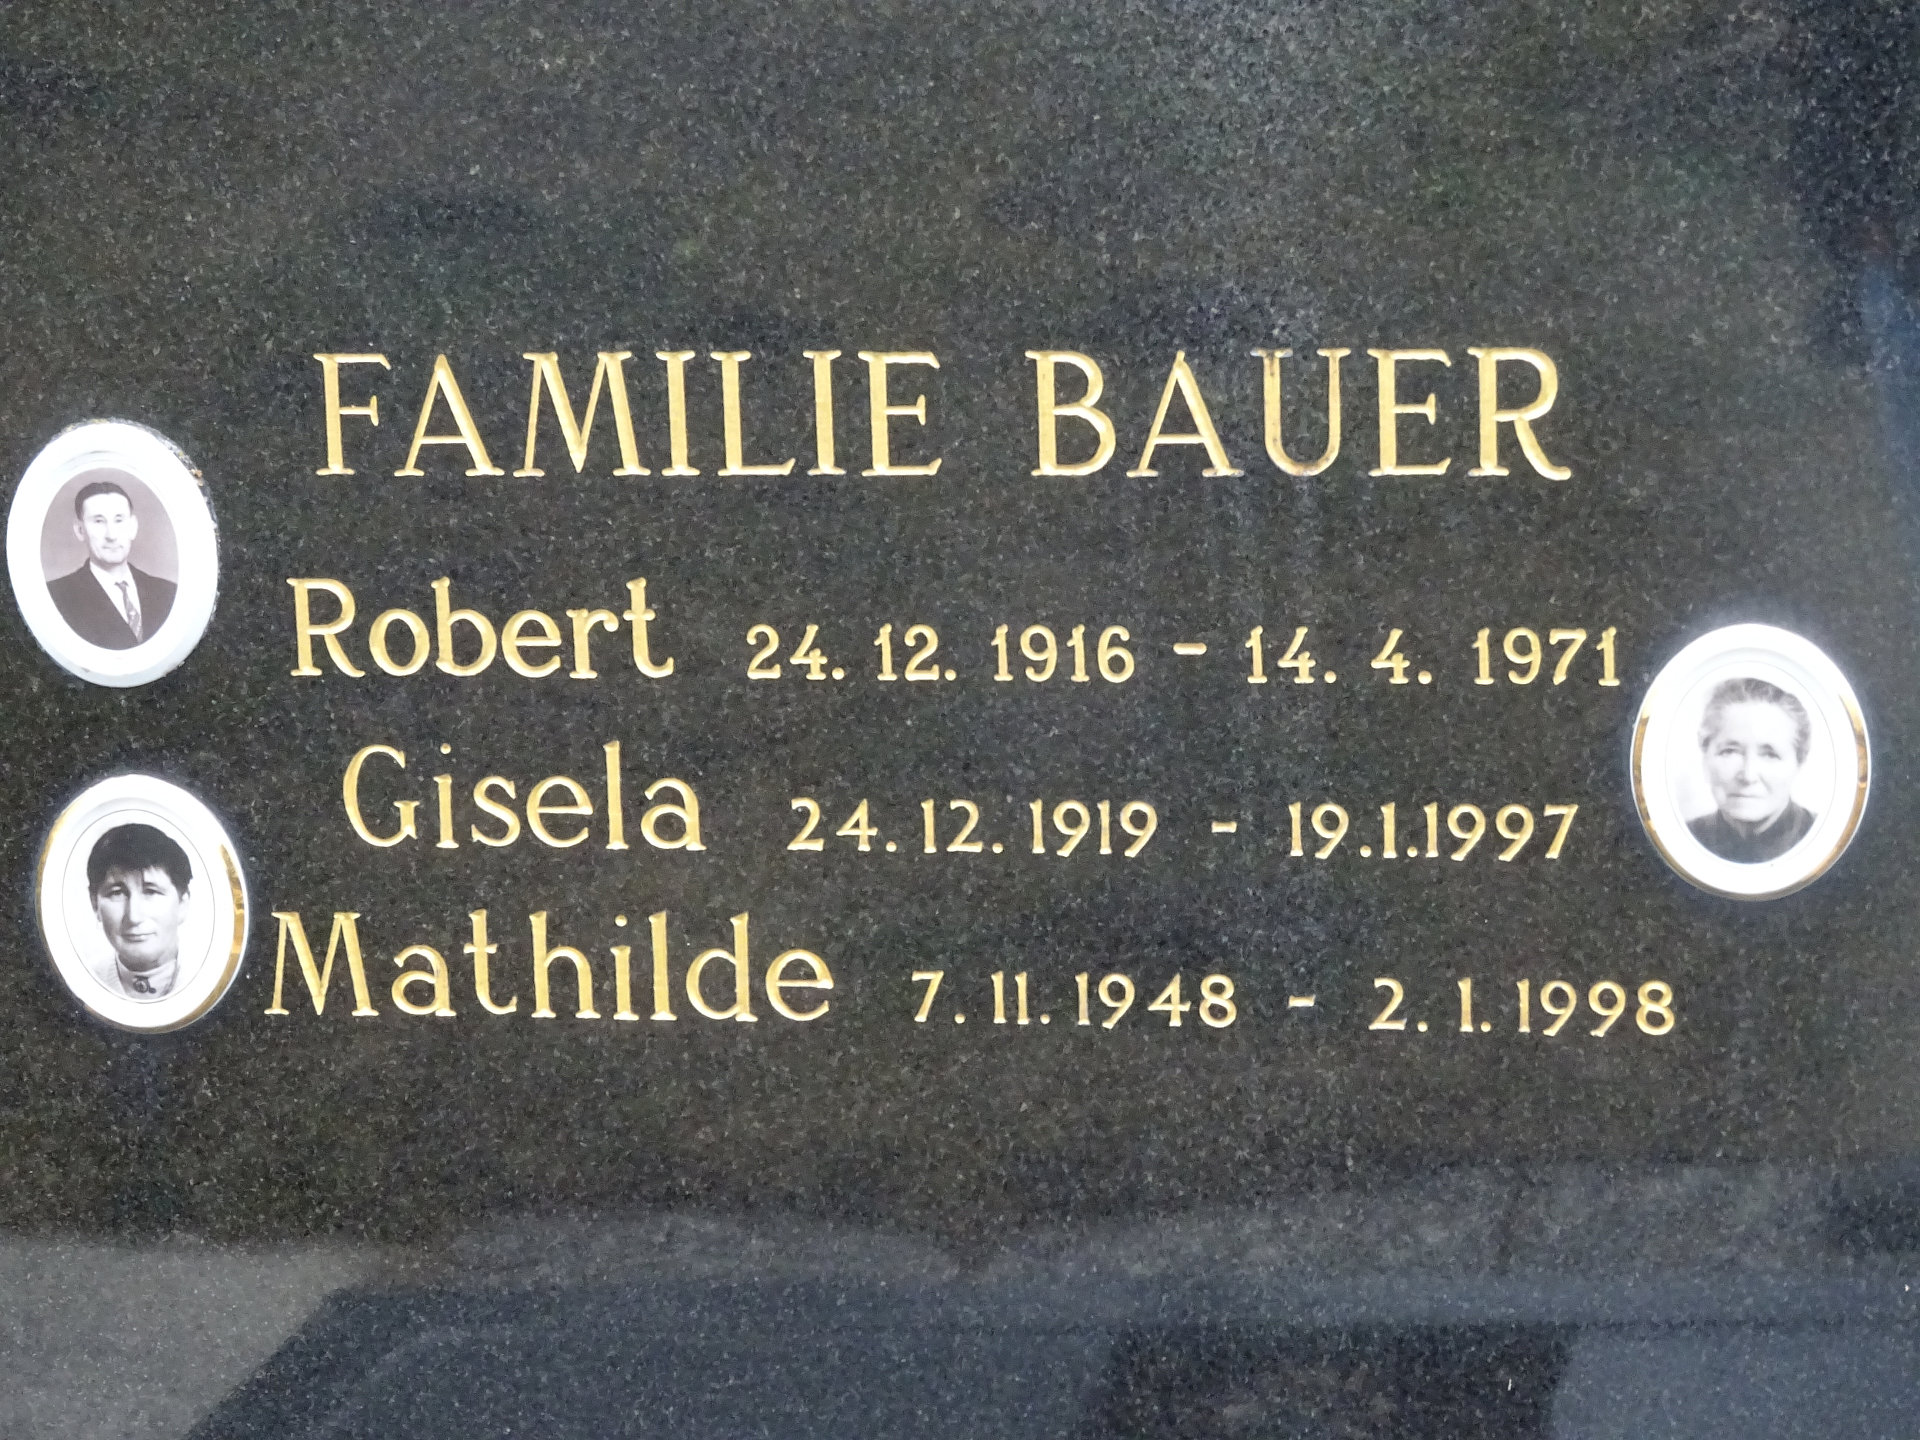 FAMILIE BAUER
Robert 24. 12. 1916 - 14. 4. 1971
Gisela 24. 12. 1919 - 19.1.1997
Mathilde 7. 11. 1948 - 2. 1. 1998